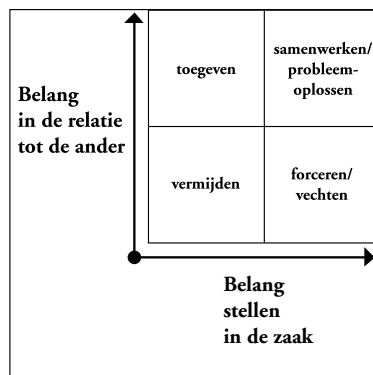 samenwerken/
toegeven
probleem-
oplossen
Belang
in de relatie
tot de ander
forceren/
vermijden
vechten
Belang
stellen
in de zaak